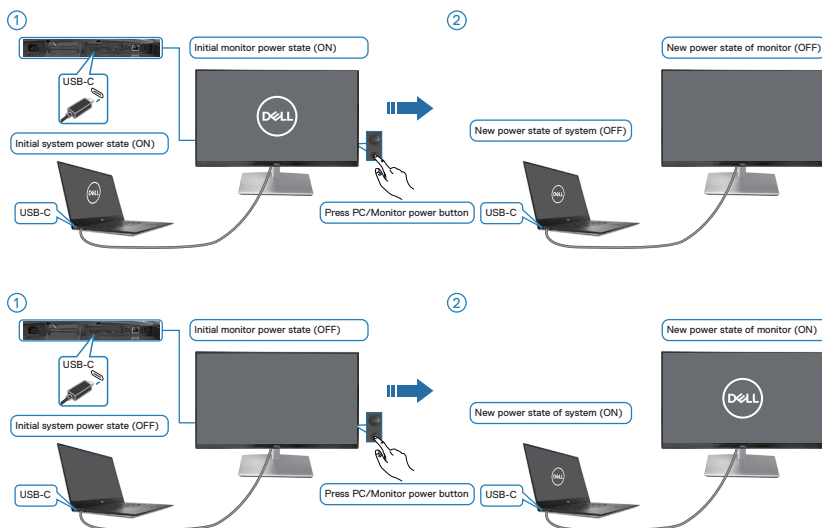 1
2
Initial monitor power state (ON)
New power state of monitor (OFF)
USB-C
DELL
New power state of system (OFF)
Initial system power state (ON)
DELL
DELL
USB-C
Press PC/Monitor power button
USB-C
1
2
Initial monitor power state (OFF)
New power state of monitor (ON)
USB-C
DELL
New power state of system (ON)
Initial system power state (OFF)
DELL
USB-C
Press PC/Monitor power button
USB-C